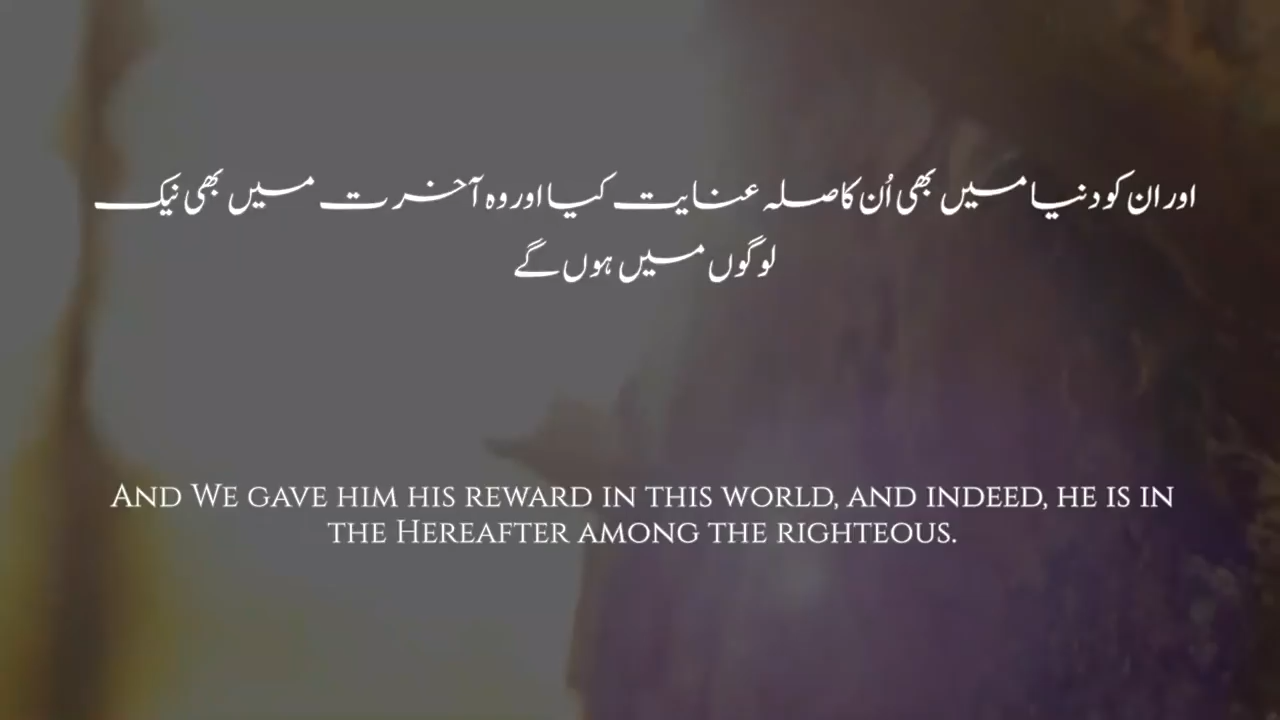 اور ان کو دنیا میں بھی اُن کا صلہ عنایت کیا اور وہ آخرت میں بھی نیک
لوگوں میں ہوں گے
And We gave him his reward in this world, and indeed, he is in
the Hereafter among the righteous.